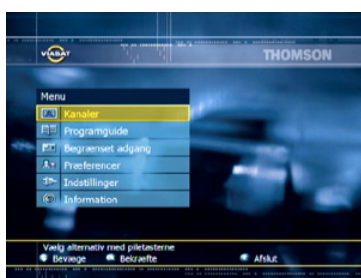 VIASAT
THOMSON
Menu
Kanaler
Programguide
Begrænset adgang
Præferencer
Indstillinger
Information
Vælg alternativ med piletasterne
Bevæge Bekræfte Afslut